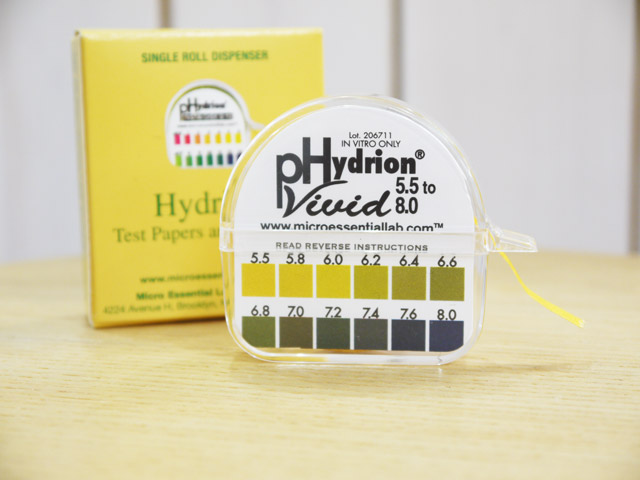 SINGLE ROLL DISPENSER
pHydrion
Hydr
Test Papers a
www.microessen
Micro Essential L
4224 Avenue H, Brooklyn,
Lot. 206711
IN VITRO ONLY
pHydrion®
Vivid
5.5 to
8.0
www.microessentiallab.com™
READ REVERSE INSTRUCTIONS
5.5 5.8 6.0 6.2 6.4 6.6
6.8 7.0 7.2 7.4 7.6 8.0